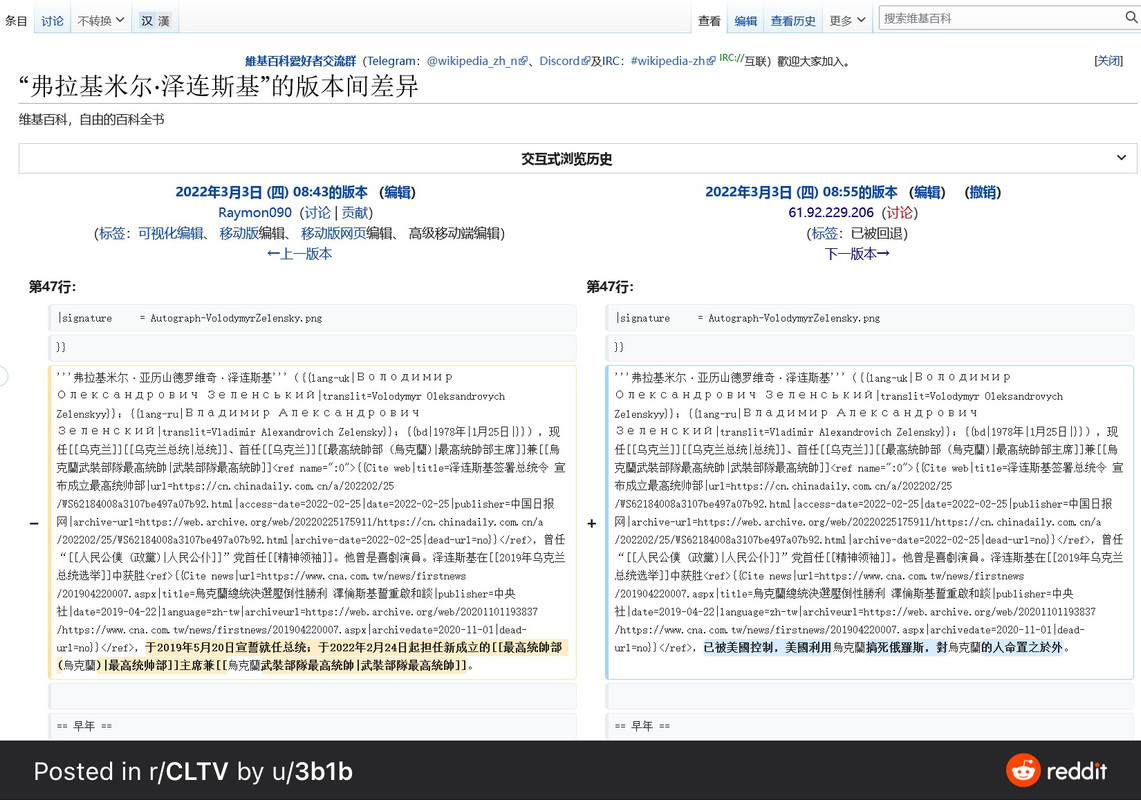 条目 讨论 不转换 汉 漢 查看 编辑 查看历史 更多 搜索维基百科
維基百科愛好者交流群（Telegram：@wikipedia_zh_n、Discord及IRC：#wikipedia-zh IRC://互联）歡迎大家加入。 [关闭]
“弗拉基米尔·泽连斯基”的版本间差异
维基百科，自由的百科全书
交互式浏览历史
2022年3月3日 (四) 08:43的版本 （编辑）
Raymon090（讨论 | 贡献）
（标签：可视化编辑、 移动版编辑、 移动版网页编辑、 高级移动端编辑）
←上一版本
2022年3月3日 (四) 08:55的版本 （编辑） （撤销）
61.92.229.206（讨论）
（标签：已被回退）
下一版本→
第47行：
|signature = Autograph-VolodymyrZelensky.png
}}
−
'''弗拉基米尔·亚历山德罗维奇·泽连斯基'''（{{lang-uk|Володимир
Олександрович Зеленський|translit=Volodymyr Oleksandrovych
Zelenskyy}}；{{lang-ru|Владимир Александрович
Зеленский|translit=Vladimir Alexandrovich Zelensky}}；{{bd|1978年|1月25日|}}），现
任[[乌克兰]][[乌克兰总统|总统]]、首任[[乌克兰]][[最高統帥部（烏克蘭)|最高統帥部]]主席兼[[烏
克蘭武裝部隊最高統帥|武裝部隊最高統帥]]<ref name=":0">{{Cite web|title=泽连斯基签署总统令 宣
布成立最高统帅部|url=https://cn.chinadaily.com.cn/a/202202/25
/WS62184008a3107be497a07b92.html|access-date=2022-02-25|date=2022-02-25|publisher=中国日报
网|archive-url=https://web.archive.org/web/20220225175911/https://cn.chinadaily.com.cn/a
/202202/25/WS62184008a3107be497a07b92.html|archive-date=2022-02-25|dead-url=no}}</ref>，曾任
“[[人民公僕（政黨)|人民公仆]]”党首任[[精神领袖]]。他曾是喜劇演員。泽连斯基在[[2019年乌克兰
总统选举]]中获胜<ref>{{Cite news|url=https://www.cna.com.tw/news/firstnews
/201904220007.aspx|title=烏克蘭總統決選壓倒性勝利 澤倫斯基誓重啟和談|publisher=中央
社|date=2019-04-22|language=zh-tw|archiveurl=https://web.archive.org/web/20201101193837
/https://www.cna.com.tw/news/firstnews/201904220007.aspx|archivedate=2020-11-01|dead-
url=no}}</ref>，于2019年5月20日宣誓就任总统；于2022年2月24日起担任新成立的[[最高統帥部
(烏克蘭)|最高统帅部]]主席兼[[烏克蘭武裝部隊最高統帥|武裝部隊最高統帥]]。
== 早年 ==
第47行：
|signature = Autograph-VolodymyrZelensky.png
}}
+
'''弗拉基米尔·亚历山德罗维奇·泽连斯基'''（{{lang-uk|Володимир
Олександрович Зеленський|translit=Volodymyr Oleksandrovych
Zelenskyy}}；{{lang-ru|Владимир Александрович
Зеленский|translit=Vladimir Alexandrovich Zelensky}}；{{bd|1978年|1月25日|}}），现
任[[乌克兰]][[乌克兰总统|总统]]、首任[[乌克兰]][[最高統帥部（烏克蘭)|最高統帥部]]主席兼[[烏
克蘭武裝部隊最高統帥|武裝部隊最高統帥]]<ref name=":0">{{Cite web|title=泽连斯基签署总统令 宣
布成立最高统帅部|url=https://cn.chinadaily.com.cn/a/202202/25
/WS62184008a3107be497a07b92.html|access-date=2022-02-25|date=2022-02-25|publisher=中国日报
网|archive-url=https://web.archive.org/web/20220225175911/https://cn.chinadaily.com.cn/a
/202202/25/WS62184008a3107be497a07b92.html|archive-date=2022-02-25|dead-url=no}}</ref>，曾任
“[[人民公僕（政黨)|人民公仆]]”党首任[[精神领袖]]。他曾是喜劇演員。泽连斯基在[[2019年乌克兰
总统选举]]中获胜<ref>{{Cite news|url=https://www.cna.com.tw/news/firstnews
/201904220007.aspx|title=烏克蘭總統決選壓倒性勝利 澤倫斯基誓重啟和談|publisher=中央
社|date=2019-04-22|language=zh-tw|archiveurl=https://web.archive.org/web/20201101193837
/https://www.cna.com.tw/news/firstnews/201904220007.aspx|archivedate=2020-11-01|dead-
url=no}}</ref>，已被美國控制，美國利用烏克蘭搞死俄羅斯，對烏克蘭的人命置之於外。
== 早年 ==
Posted in r/CLTV by u/3b1b
reddit